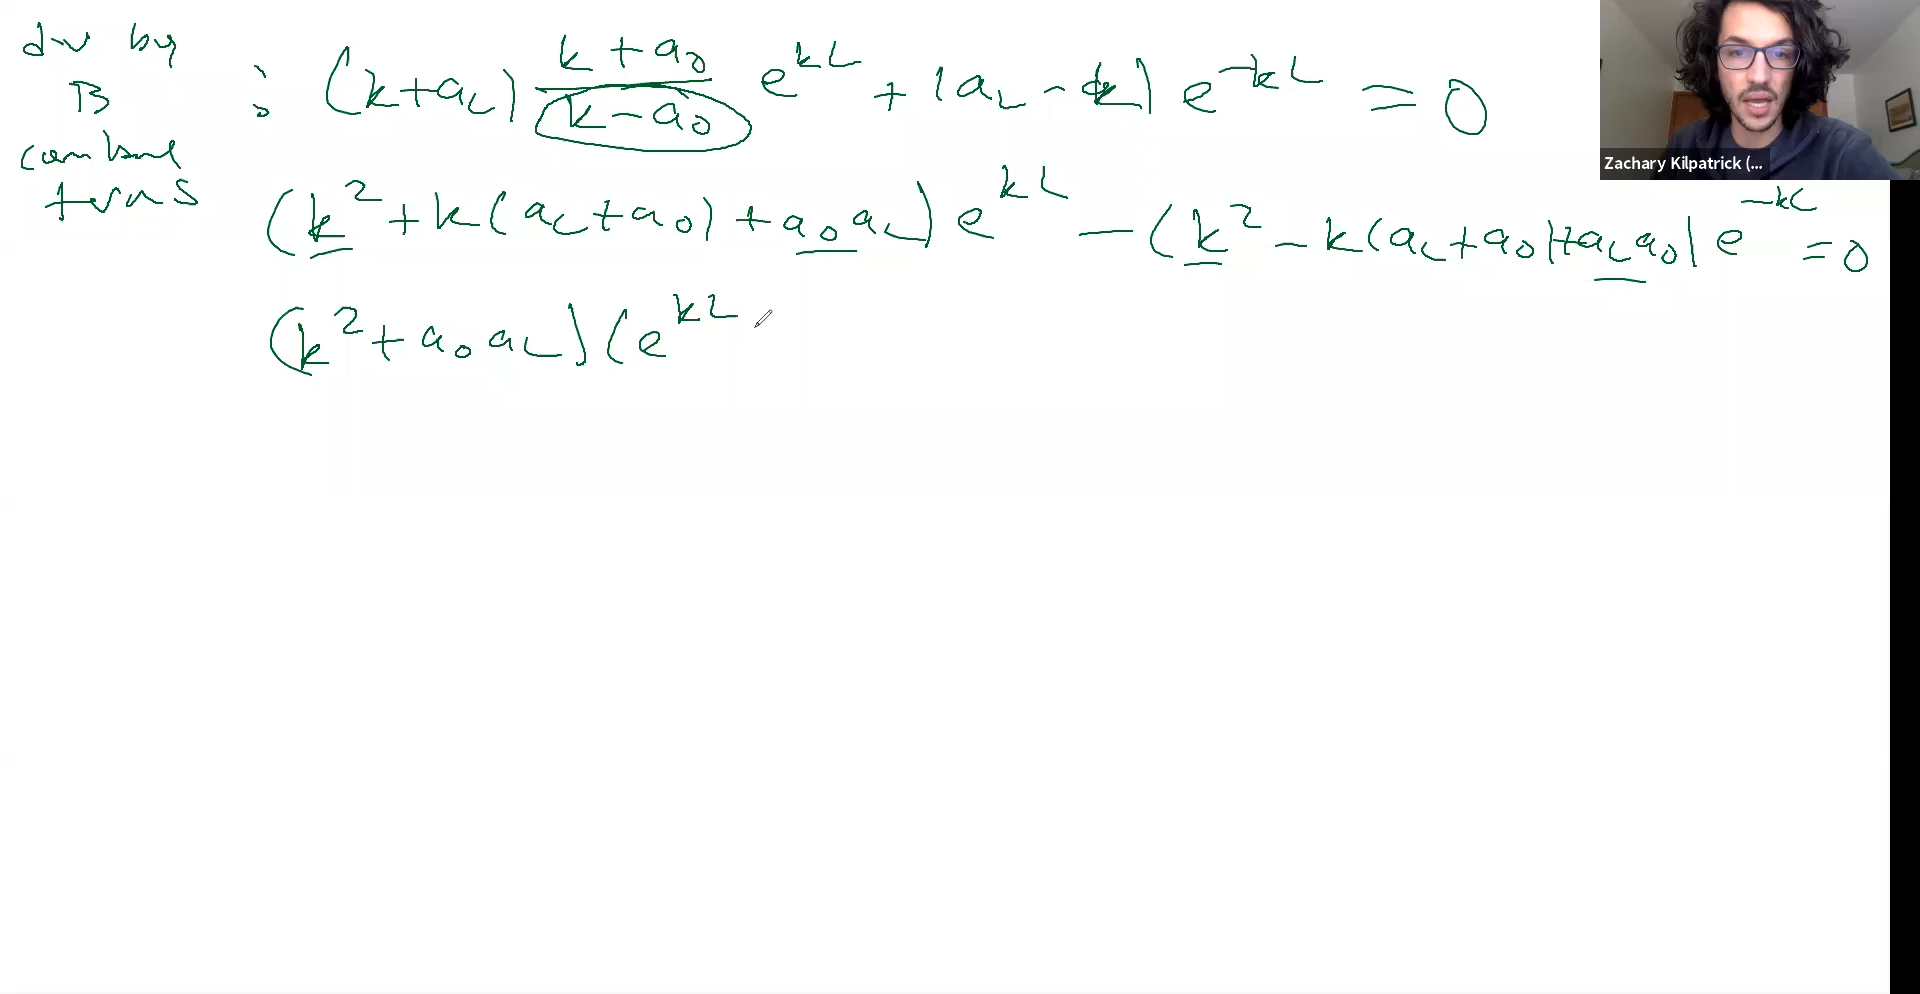 div by
B
combine
terms
: (k+a_L) \frac{k+a_0}{k-a_0} e^{kL} + (a_L - k) e^{-kL} = 0
(k^2 + k(a_L+a_0) + a_0 a_L) e^{kL} - (k^2 - k(a_L+a_0) + a_L a_0) e^{-kL} = 0
(k^2 + a_0 a_L)(e^{kL}
Zachary Kilpatrick (...